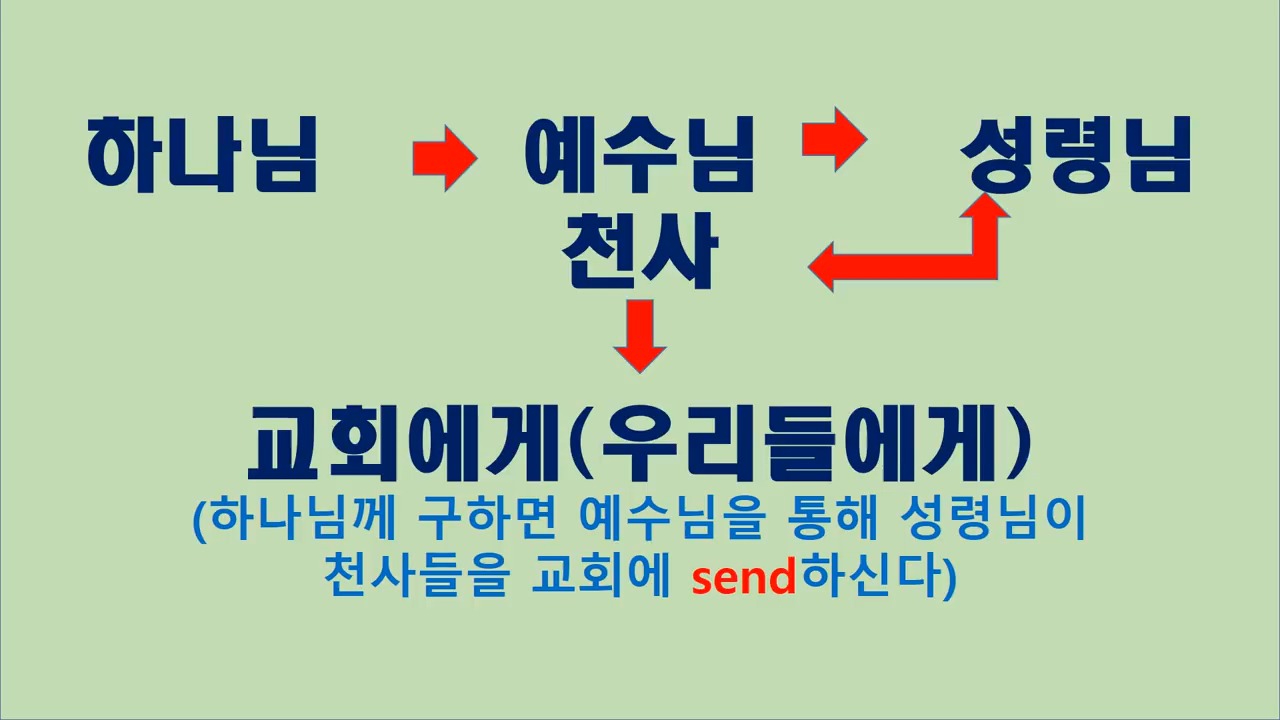 하나님 예수님 성령님
천사
교회에게(우리들에게)
(하나님께 구하면 예수님을 통해 성령님이
천사들을 교회에 send하신다)